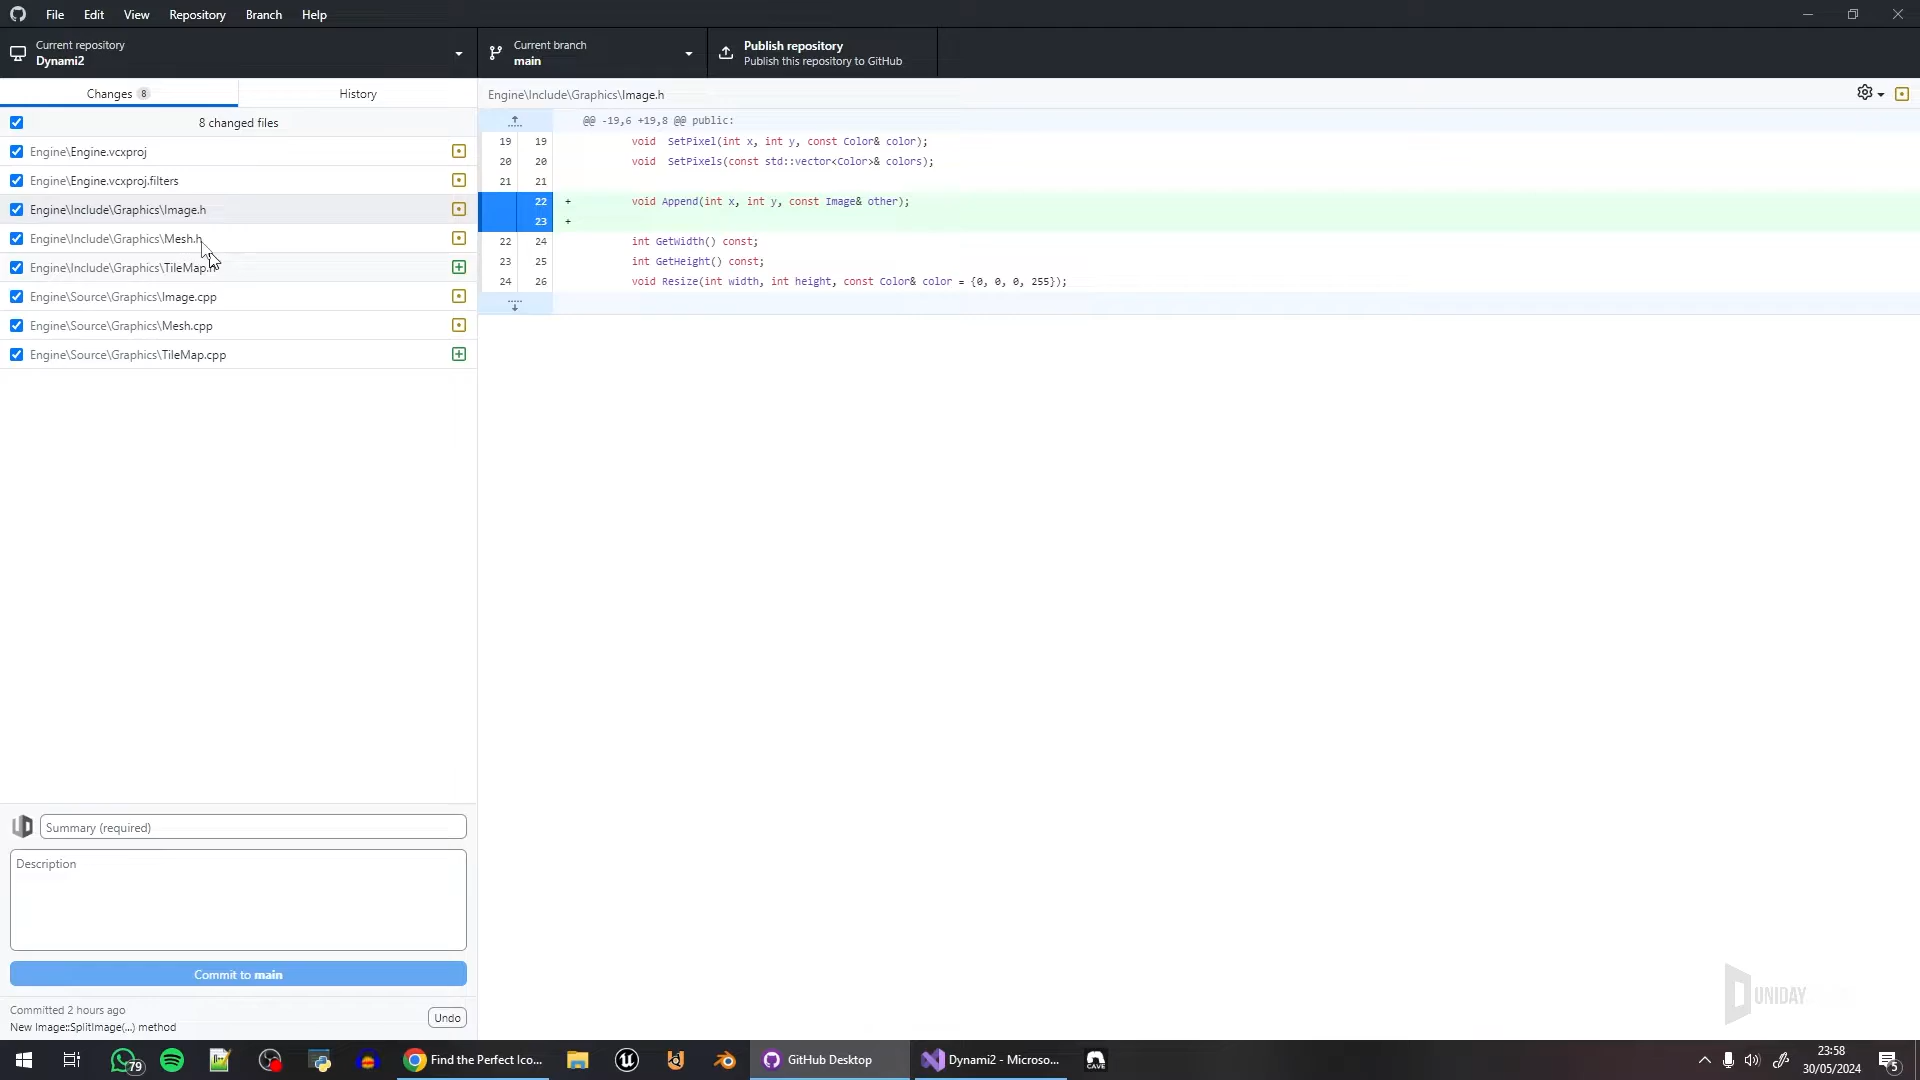 File Edit View Repository Branch Help
Current repository
Dynami2
Current branch
main
Publish repository
Publish this repository to GitHub
Changes 8
History
Engine\Include\Graphics\Image.h
8 changed files
@@ -19,6 +19,8 @@ public:
Engine\Engine.vcxproj
Engine\Engine.vcxproj.filters
Engine\Include\Graphics\Image.h
Engine\Include\Graphics\Mesh.h
Engine\Include\Graphics\TileMap.h
Engine\Source\Graphics\Image.cpp
Engine\Source\Graphics\Mesh.cpp
Engine\Source\Graphics\TileMap.cpp
19 19 void SetPixel(int x, int y, const Color& color);
20 20 void SetPixels(const std::vector<Color>& colors);
21 21
22 + void Append(int x, int y, const Image& other);
23 +
22 24 int GetWidth() const;
23 25 int GetHeight() const;
24 26 void Resize(int width, int height, const Color& color = {0, 0, 0, 255});
Summary (required)
Description
Commit to main
Committed 2 hours ago
New Image::SplitImage(...) method
Undo
UNIDAY
79
Find the Perfect Ico...
GitHub Desktop
Dynami2 - Microso...
CAVE
23:58
30/05/2024
5